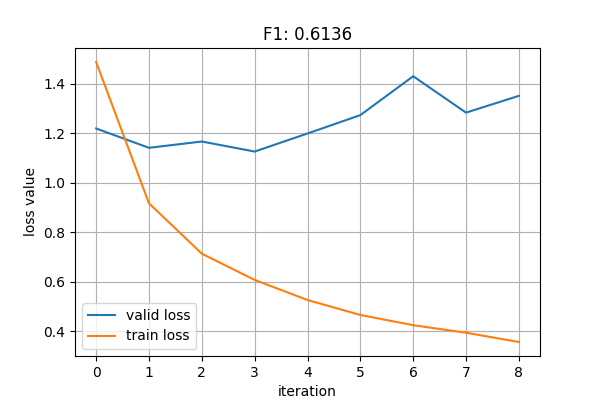 F1: 0.6136
loss value
1.4
1.2
1.0
0.8
0.6
0.4
valid loss
train loss
0 1 2 3 4 5 6 7 8
iteration